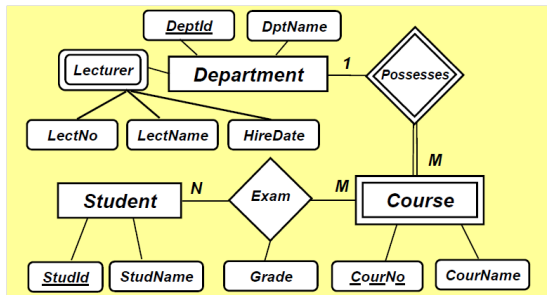 DeptId DptName
Lecturer Department 1 Possesses
LectNo LectName HireDate
M
Student N Exam M Course
StudId StudName Grade CourNo CourName